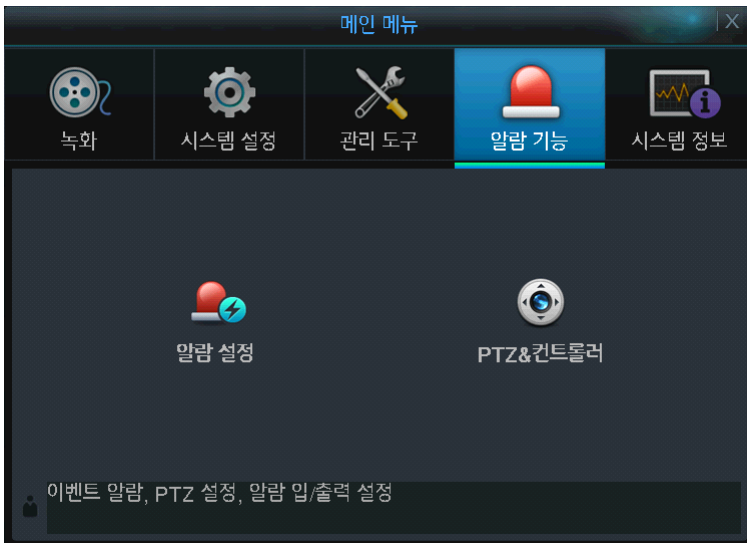 메인 메뉴
X
녹화
시스템 설정
관리 도구
알람 기능
시스템 정보
알람 설정
PTZ&컨트롤러
이벤트 알람, PTZ 설정, 알람 입/출력 설정